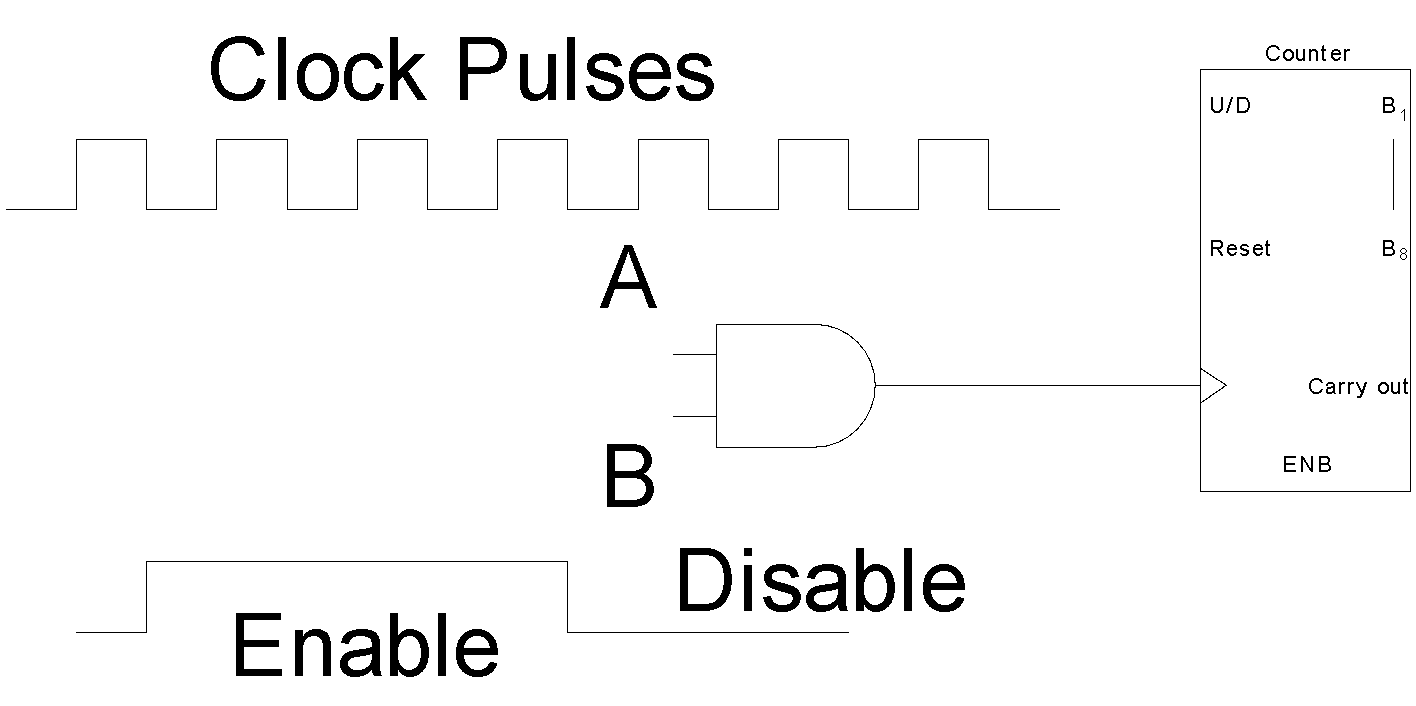 Clock Pulses
Counter
U/D
B1
Reset
B8
A
Carry out
B
ENB
Disable
Enable